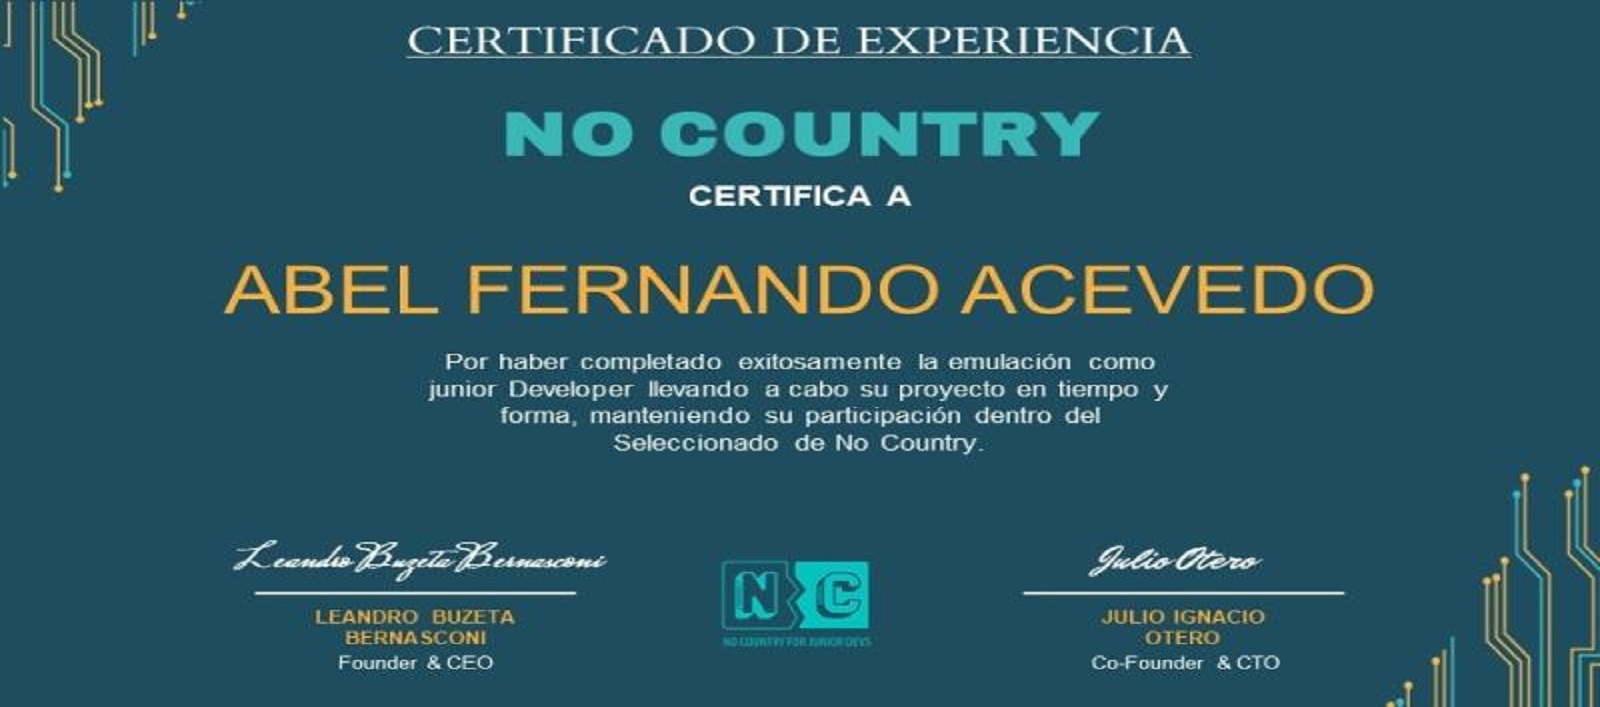 CERTIFICADO DE EXPERIENCIA
NO COUNTRY
CERTIFICA A
ABEL FERNANDO ACEVEDO
Por haber completado exitosamente la emulación como
junior Developer llevando a cabo su proyecto en tiempo y
forma, manteniendo su participación dentro del
Seleccionado de No Country.
Leandro Buzeta Bernasconi
LEANDRO BUZETA
BERNASCONI
Founder & CEO
NC
NO COUNTRY FOR JUNIOR DEVS
Julio Otero
JULIO IGNACIO
OTERO
Co-Founder & CTO